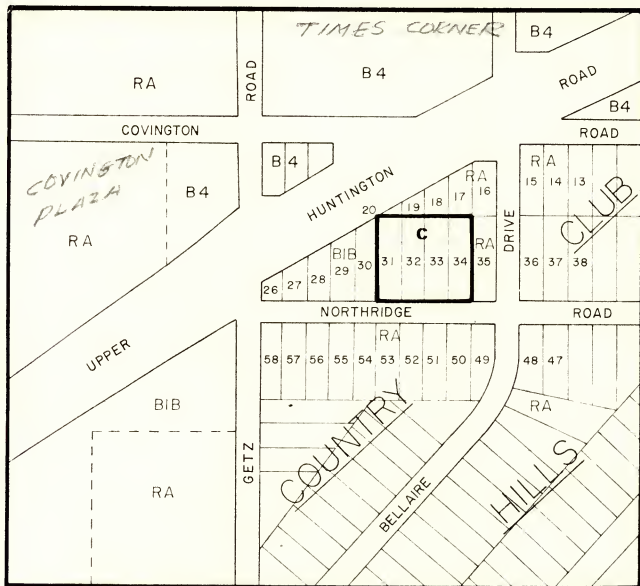 TIMES CORNER
B4
RA
B4
ROAD
ROAD
B4
COVINGTON
ROAD
COVINGTON
PLAZA
B4
B4
RA
RA
15 14 13
HUNTINGTON
20 19 18 17 16
CLUB
RA
C
DRIVE
RA
B1B
26 27 28 29 30 31 32 33 34 35
36 37 38
NORTHRIDGE
ROAD
UPPER
RA
58 57 56 55 54 53 52 51 50 49
48 47
B1B
RA
RA
GETZ
COUNTRY
HILLS
BELLAIRE